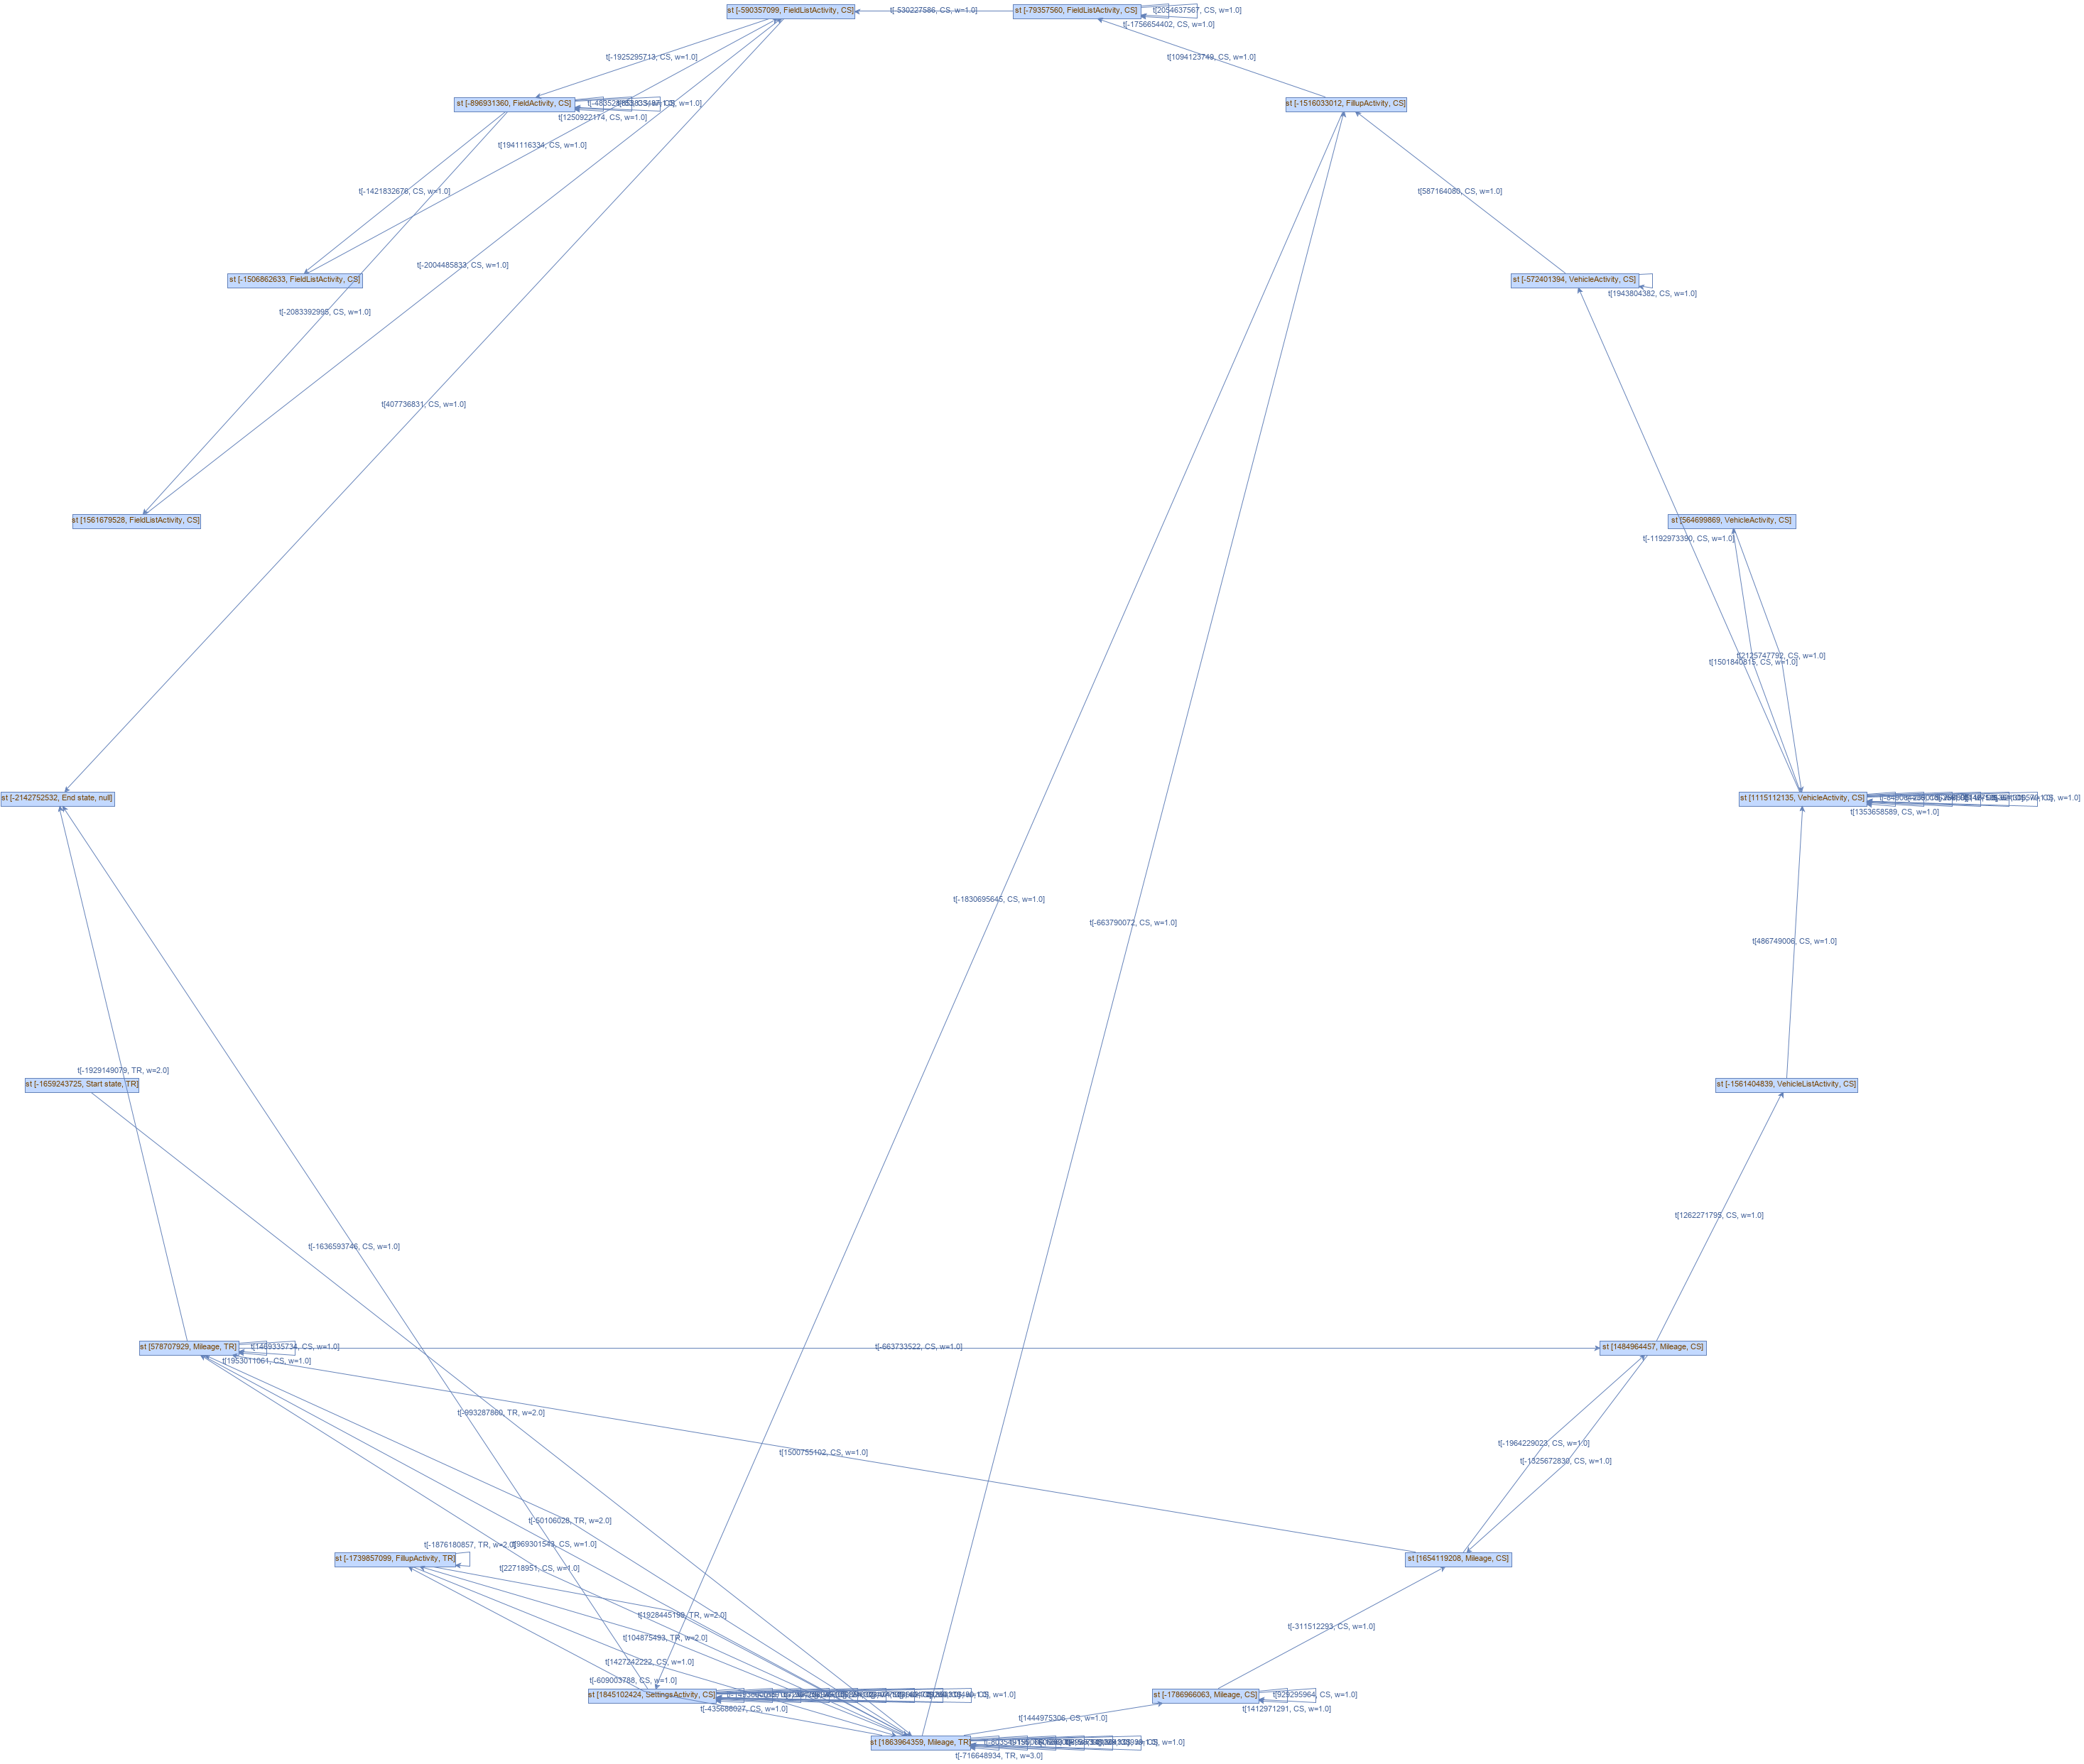 st [-590357099, FieldListActivity, CS]
t[-530227586, CS, w=1.0]
st [-79357560, FieldListActivity, CS]
t[2054637567, CS, w=1.0]
t[-1756654402, CS, w=1.0]
t[-1925295713, CS, w=1.0]
t[1094123749, CS, w=1.0]
st [-896931360, FieldActivity, CS]
st [-1516033012, FillupActivity, CS]
t[1250922174, CS, w=1.0]
t[1941116334, CS, w=1.0]
t[-1421832676, CS, w=1.0]
t[587164080, CS, w=1.0]
t[-2004485833, CS, w=1.0]
st [-1506862633, FieldListActivity, CS]
st [-572401394, VehicleActivity, CS]
t[1943804382, CS, w=1.0]
t[-2083392995, CS, w=1.0]
t[407736831, CS, w=1.0]
st [1561679528, FieldListActivity, CS]
st [564699869, VehicleActivity, CS]
t[-1192973390, CS, w=1.0]
t[2125747792, CS, w=1.0]
t[1501840815, CS, w=1.0]
st [-2142752532, End state, null]
st [1115112135, VehicleActivity, CS]
t[1353658589, CS, w=1.0]
t[-1830695645, CS, w=1.0]
t[-663790072, CS, w=1.0]
t[486749006, CS, w=1.0]
t[-1929149079, TR, w=2.0]
st [-1659243725, Start state, TR]
st [-1561404839, VehicleListActivity, CS]
t[1262271795, CS, w=1.0]
t[-1636593746, CS, w=1.0]
st [578707929, Mileage, TR]
t[1469335734, CS, w=1.0]
t[-663733522, CS, w=1.0]
st [1484964457, Mileage, CS]
t[1953011061, CS, w=1.0]
t[-993287860, TR, w=2.0]
t[1500755102, CS, w=1.0]
t[-1964229023, CS, w=1.0]
t[-1325672830, CS, w=1.0]
t[-50106028, TR, w=2.0]
t[-1876180857, TR, w=2.0]
t[969301543, CS, w=1.0]
st [-1739857099, FillupActivity, TR]
st [1654119208, Mileage, CS]
t[22718951, CS, w=1.0]
t[1928445199, TR, w=2.0]
t[-311512293, CS, w=1.0]
t[104875493, TR, w=2.0]
t[1427242222, CS, w=1.0]
t[-609003788, CS, w=1.0]
st [1845102424, SettingsActivity, CS]
st [-1786966063, Mileage, CS]
t[929295964, CS, w=1.0]
t[-435686027, CS, w=1.0]
t[1412971291, CS, w=1.0]
t[1444975306, CS, w=1.0]
st [1863964359, Mileage, TR]
t[-716648934, TR, w=3.0]